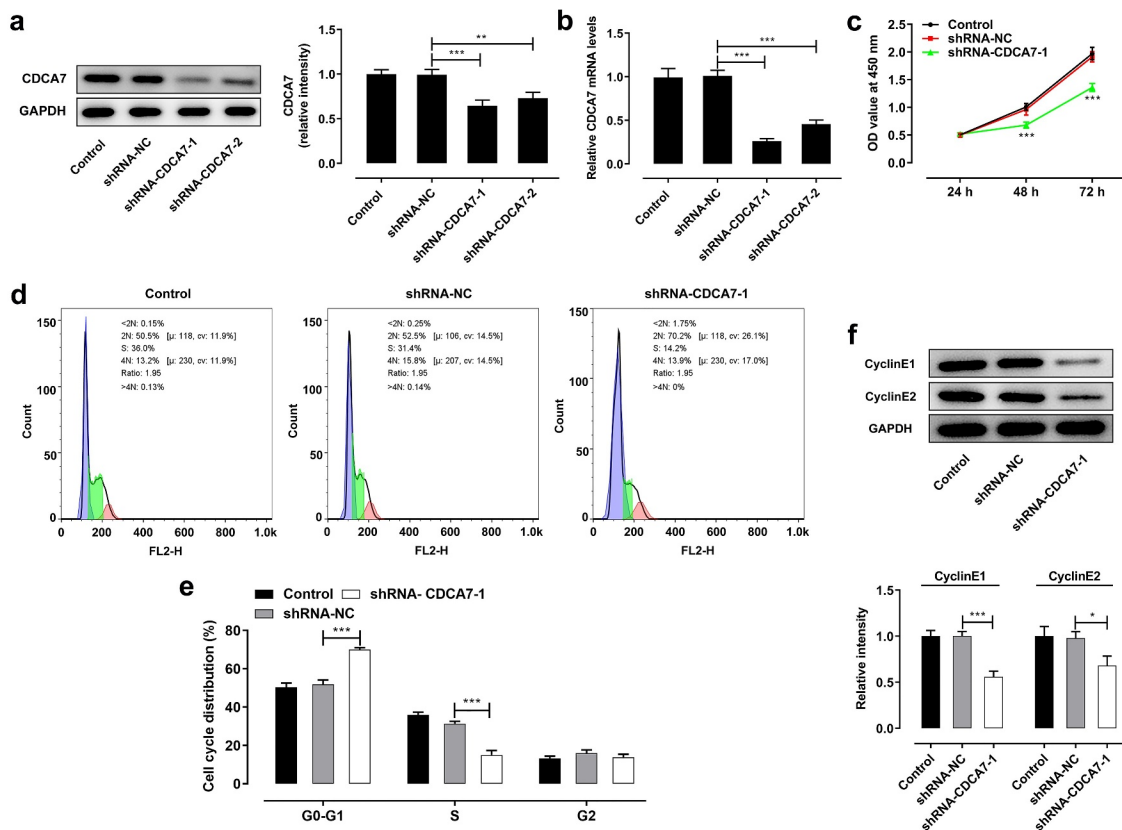 a
CDCA7
GAPDH
Control
shRNA-NC
shRNA-CDCA7-1
shRNA-CDCA7-2
CDCA7
(relative intensity)
1.5
1.0
0.5
0.0
***
**
Control
shRNA-NC
shRNA-CDCA7-1
shRNA-CDCA7-2
b
Relative CDCA7 mRNA levels
1.5
1.0
0.5
0.0
***
***
Control
shRNA-NC
shRNA-CDCA7-1
shRNA-CDCA7-2
c
Control
shRNA-NC
shRNA-CDCA7-1
OD value at 450 nm
2.5
2.0
1.5
1.0
0.5
0.0
***
***
24 h 48 h 72 h
d
Control
<2N: 0.15%
2N: 50.5% [μ: 118, cv: 11.9%]
S: 36.0%
4N: 13.2% [μ: 230, cv: 11.9%]
Ratio: 1.95
>4N: 0.13%
Count
150
100
50
0
0 200 400 600 800 1.0k
FL2-H
shRNA-NC
<2N: 0.25%
2N: 52.5% [μ: 106, cv: 14.5%]
S: 31.4%
4N: 15.8% [μ: 207, cv: 14.5%]
Ratio: 1.95
>4N: 0.14%
Count
150
100
50
0
0 200 400 600 800 1.0k
FL2-H
shRNA-CDCA7-1
<2N: 1.75%
2N: 70.2% [μ: 118, cv: 26.1%]
S: 14.2%
4N: 13.9% [μ: 230, cv: 17.0%]
Ratio: 1.95
>4N: 0%
Count
150
100
50
0
0 200 400 600 800 1.0k
FL2-H
e
Control
shRNA- CDCA7-1
shRNA-NC
Cell cycle distribution (%)
80
60
40
20
0
***
***
G0-G1 S G2
f
CyclinE1
CyclinE2
GAPDH
Control
shRNA-NC
shRNA-CDCA7-1
CyclinE1 CyclinE2
Relative intensity
1.5
1.0
0.5
0.0
***
*
Control
shRNA-NC
shRNA-CDCA7-1
Control
shRNA-NC
shRNA-CDCA7-1